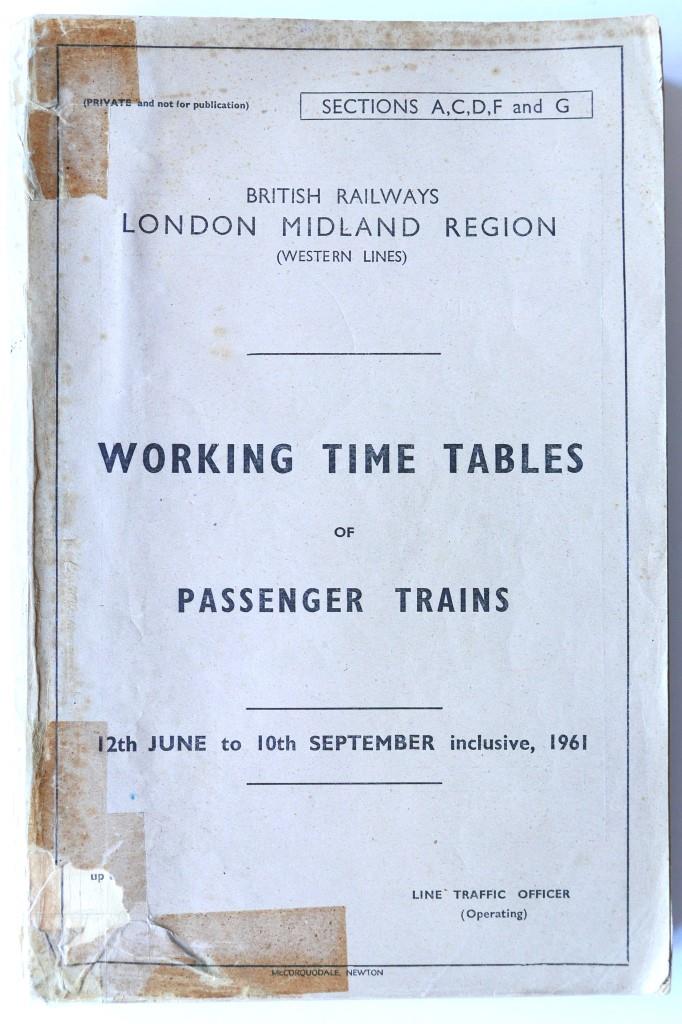 (PRIVATE and not for publication)
SECTIONS A,C,D,F and G
BRITISH RAILWAYS
LONDON MIDLAND REGION
(WESTERN LINES)
WORKING TIME TABLES
OF
PASSENGER TRAINS
12th JUNE to 10th SEPTEMBER inclusive, 1961
up
LINE TRAFFIC OFFICER
(Operating)
McCORQUODALE, NEWTON